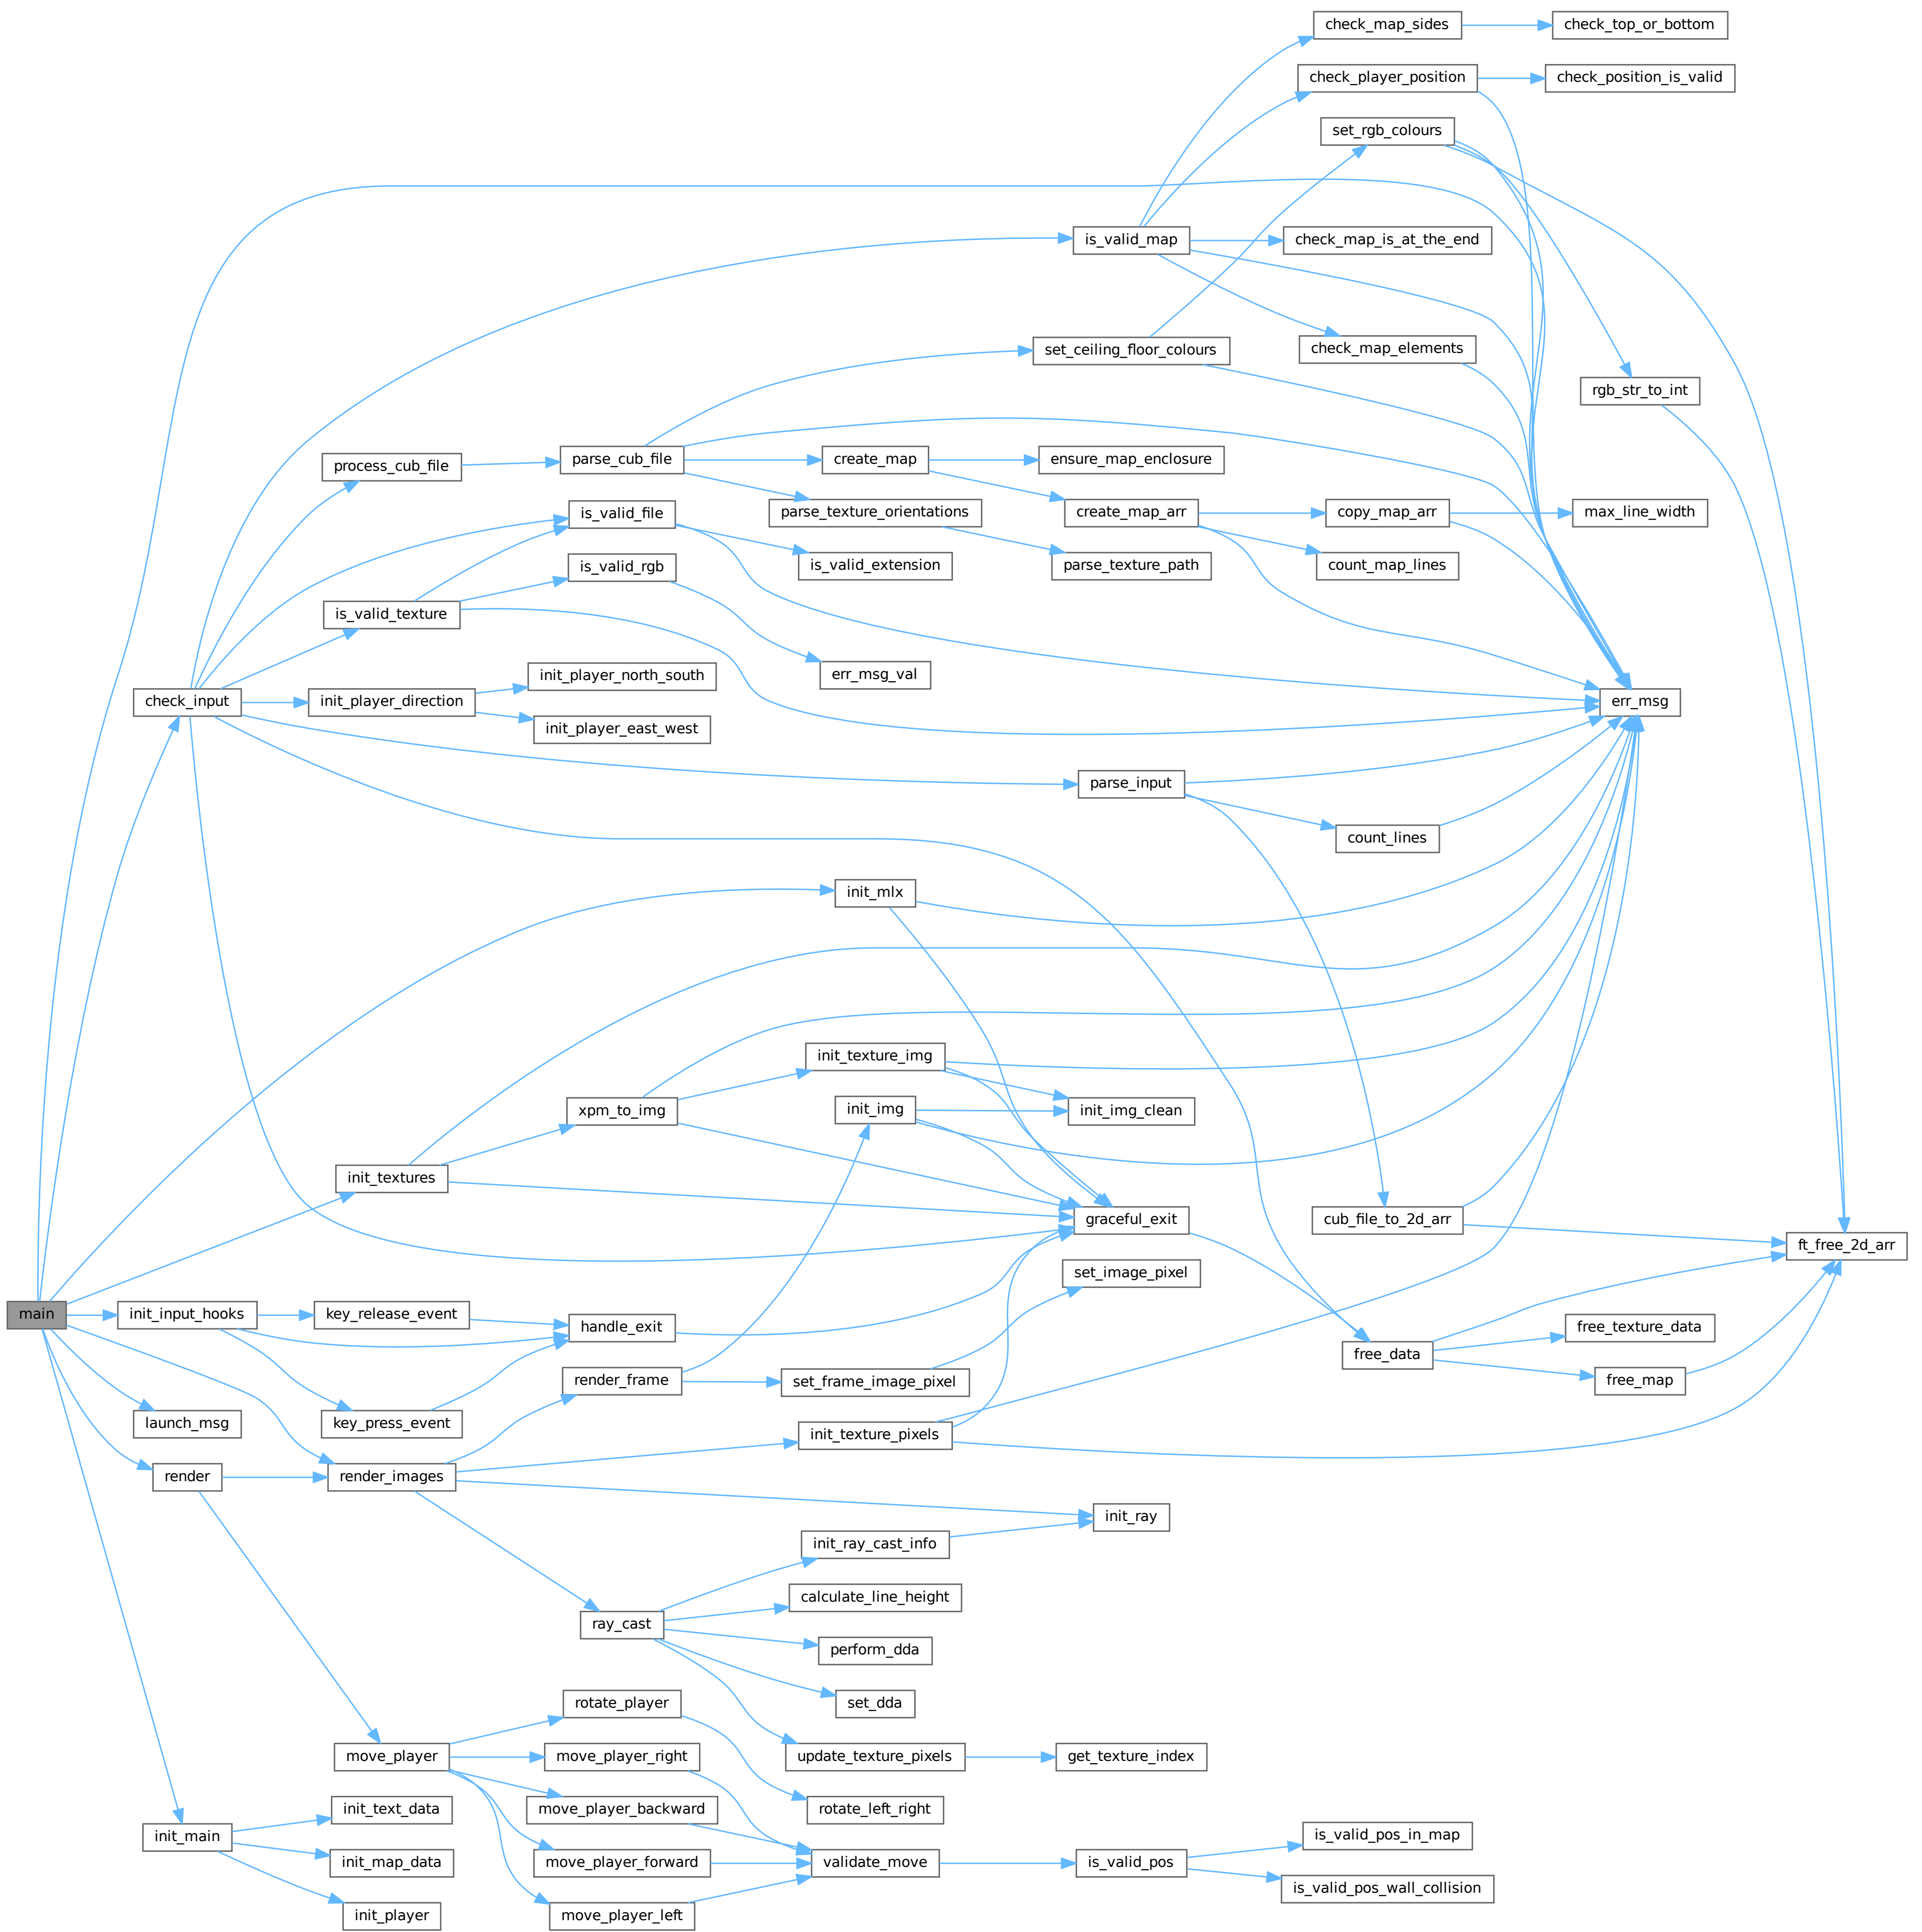 check_map_sides
check_top_or_bottom
check_player_position
check_position_is_valid
set_rgb_colours
is_valid_map
check_map_is_at_the_end
set_ceiling_floor_colours
check_map_elements
rgb_str_to_int
process_cub_file
parse_cub_file
create_map
ensure_map_enclosure
is_valid_file
parse_texture_orientations
create_map_arr
copy_map_arr
max_line_width
is_valid_rgb
is_valid_extension
parse_texture_path
count_map_lines
is_valid_texture
err_msg_val
init_player_north_south
check_input
init_player_direction
init_player_east_west
err_msg
parse_input
count_lines
init_mlx
init_texture_img
xpm_to_img
init_img
init_img_clean
init_textures
graceful_exit
cub_file_to_2d_arr
ft_free_2d_arr
set_image_pixel
main
init_input_hooks
key_release_event
handle_exit
free_data
free_texture_data
render_frame
set_frame_image_pixel
free_map
launch_msg
key_press_event
init_texture_pixels
render
render_images
init_ray
init_ray_cast_info
calculate_line_height
ray_cast
perform_dda
rotate_player
set_dda
move_player
move_player_right
update_texture_pixels
get_texture_index
init_text_data
move_player_backward
rotate_left_right
init_main
init_map_data
move_player_forward
validate_move
is_valid_pos
is_valid_pos_in_map
is_valid_pos_wall_collision
init_player
move_player_left